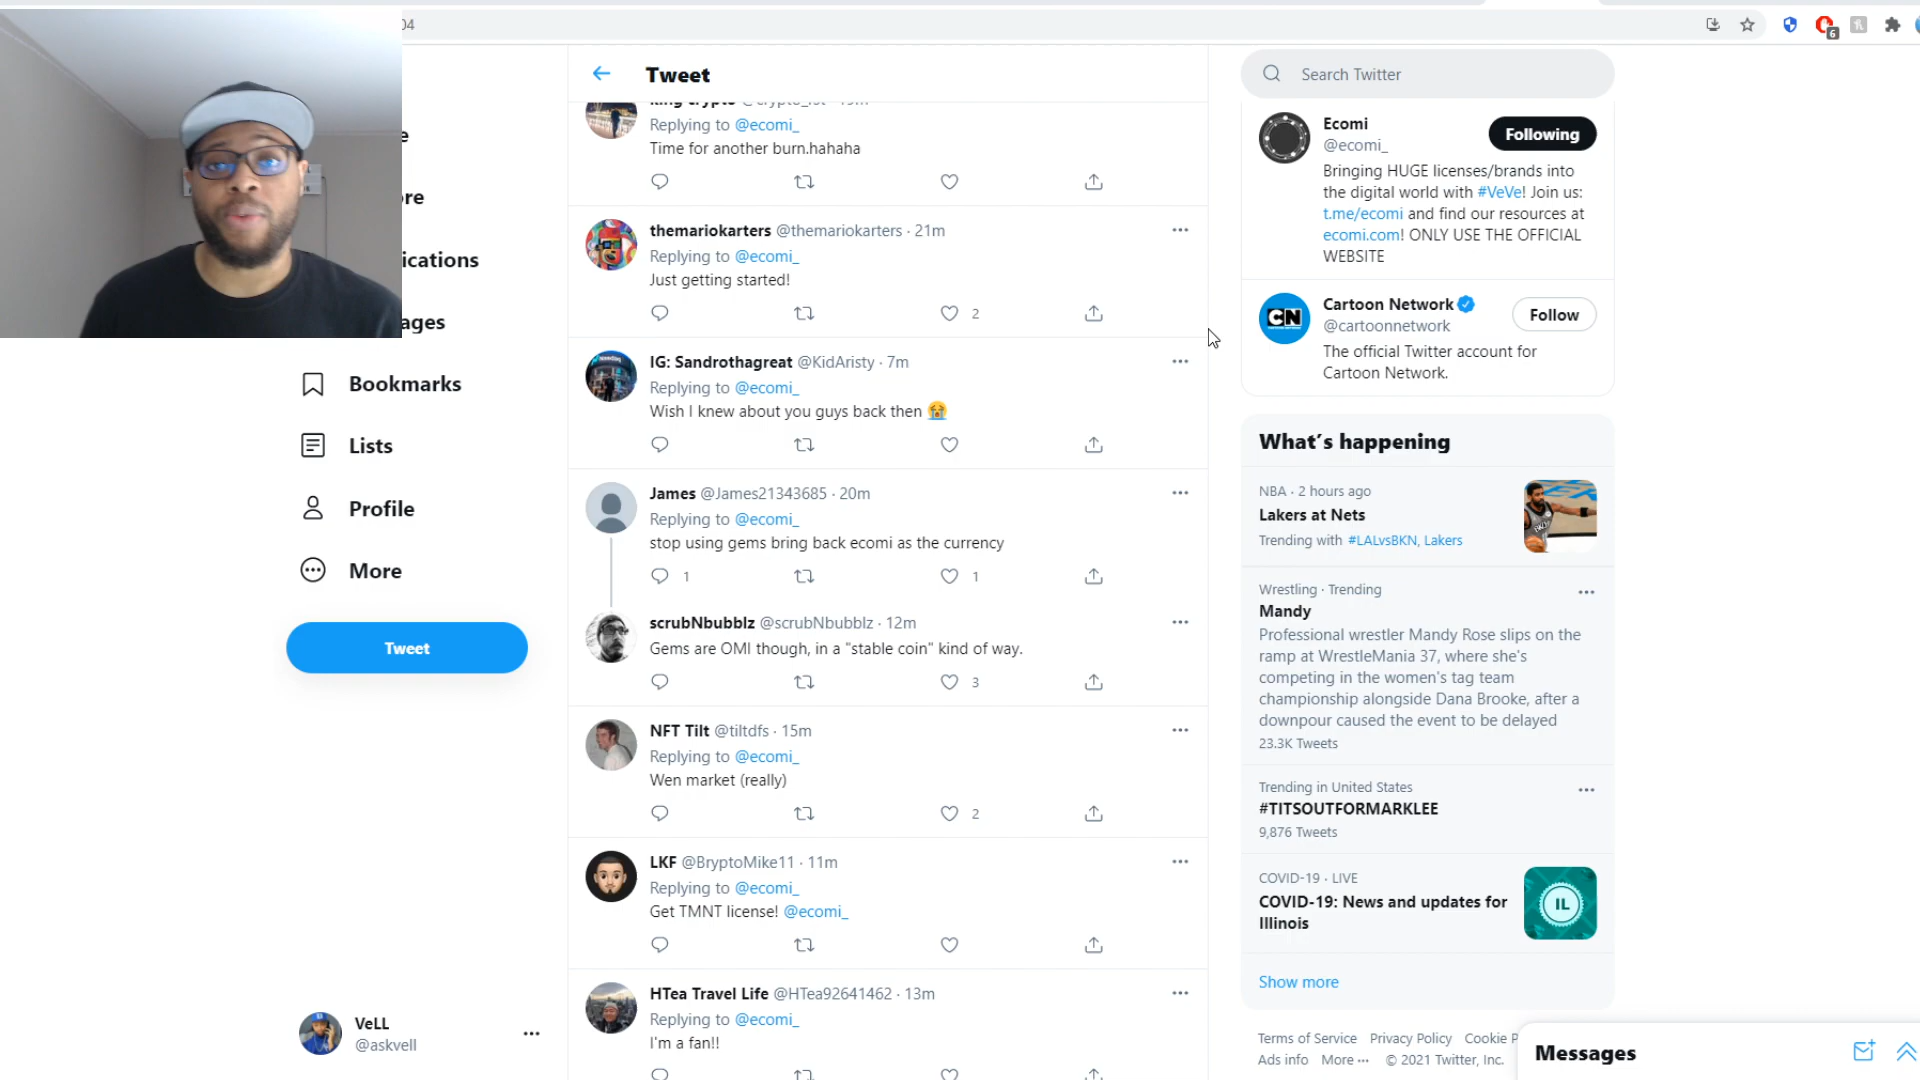 04
Tweet
Search Twitter
re
ications
ages
Bookmarks
Lists
Profile
More
Tweet
VeLL
@askvell
king crypto
Replying to @ecomi_
Time for another burn.hahaha
themariokarters @themariokarters · 21m
Replying to @ecomi_
Just getting started!
2
IG: Sandrothagreat @KidAristy · 7m
Replying to @ecomi_
Wish I knew about you guys back then 😭
James @James21343685 · 20m
Replying to @ecomi_
stop using gems bring back ecomi as the currency
1 1
scrubNbubblz @scrubNbubblz · 12m
Gems are OMI though, in a "stable coin" kind of way.
3
NFT Tilt @tiltdfs · 15m
Replying to @ecomi_
Wen market (really)
2
LKF @BryptoMike11 · 11m
Replying to @ecomi_
Get TMNT license! @ecomi_
HTea Travel Life @HTea92641462 · 13m
Replying to @ecomi_
I'm a fan!!
Ecomi
@ecomi_
Following
Bringing HUGE licenses/brands into
the digital world with #VeVe! Join us:
t.me/ecomi and find our resources at
ecomi.com! ONLY USE THE OFFICIAL
WEBSITE
CN
Cartoon Network
@cartoonnetwork
Follow
The official Twitter account for
Cartoon Network.
What's happening
NBA · 2 hours ago
Lakers at Nets
Trending with #LALvsBKN, Lakers
Wrestling · Trending
Mandy
Professional wrestler Mandy Rose slips on the
ramp at WrestleMania 37, where she's
competing in the women's tag team
championship alongside Dana Brooke, after a
downpour caused the event to be delayed
23.3K Tweets
Trending in United States
#TITSOUTFORMARKLEE
9,876 Tweets
COVID-19 · LIVE
COVID-19: News and updates for
Illinois
IL
Show more
Terms of Service Privacy Policy Cookie P
Ads info More ··· © 2021 Twitter, Inc.
Messages
6